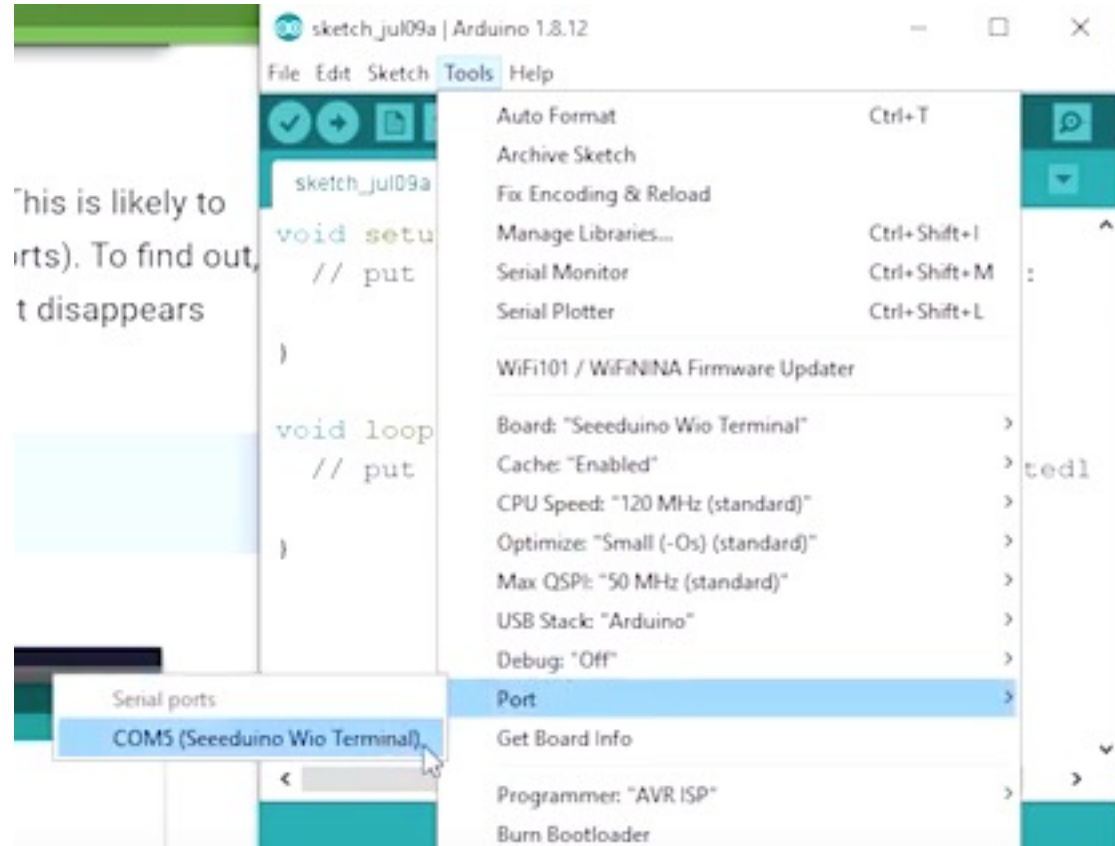 sketch_jul09a | Arduino 1.8.12
File Edit Sketch Tools Help
Auto Format Ctrl+T
Archive Sketch
sketch_jul09a
Fix Encoding & Reload
This is likely to
void setu
Manage Libraries... Ctrl+Shift+I
rts). To find out,
// put
Serial Monitor Ctrl+Shift+M
:
t disappears
Serial Plotter Ctrl+Shift+L
}
WiFi101 / WiFiNINA Firmware Updater
void loop
Board: "Seeeduino Wio Terminal"
// put
Cache: "Enabled"
tedl
CPU Speed: "120 MHz (standard)"
}
Optimize: "Small (-Os) (standard)"
Max QSPI: "50 MHz (standard)"
USB Stack: "Arduino"
Debug: "Off"
Port
Serial ports
COM5 (Seeeduino Wio Terminal)
Get Board Info
Programmer: "AVR ISP"
Burn Bootloader